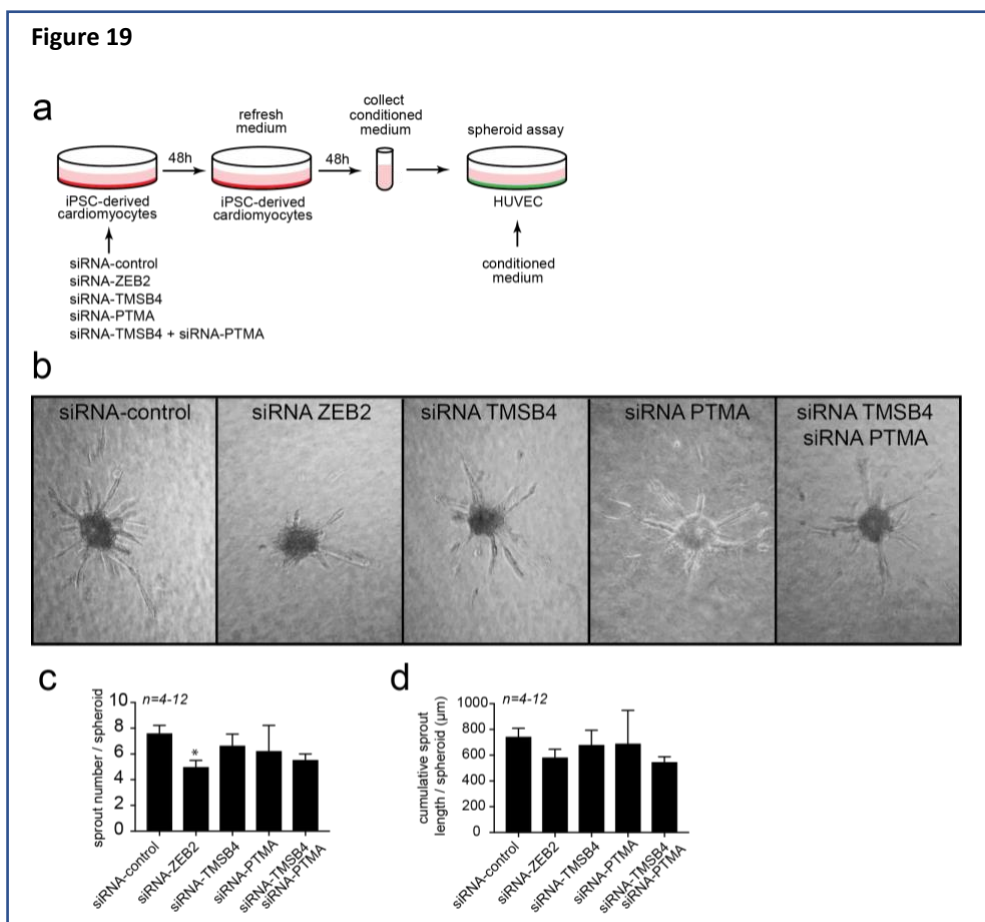 Figure 19
a
refresh
medium
collect
conditioned
medium
spheroid assay
48h
48h
iPSC-derived
cardiomyocytes
iPSC-derived
cardiomyocytes
HUVEC
siRNA-control
siRNA-ZEB2
siRNA-TMSB4
siRNA-PTMA
siRNA-TMSB4 + siRNA-PTMA
conditioned
medium
b
siRNA-control
siRNA ZEB2
siRNA TMSB4
siRNA PTMA
siRNA TMSB4
siRNA PTMA
c
sprout number / spheroid
10
8
6
4
2
0
n=4-12
*
siRNA-control
siRNA-ZEB2
siRNA-TMSB4
siRNA-PTMA
siRNA-TMSB4
siRNA-PTMA
d
cumulative sprout
length / spheroid (µm)
1000
800
600
400
200
0
n=4-12
siRNA-control
siRNA-ZEB2
siRNA-TMSB4
siRNA-PTMA
siRNA-TMSB4
siRNA-PTMA